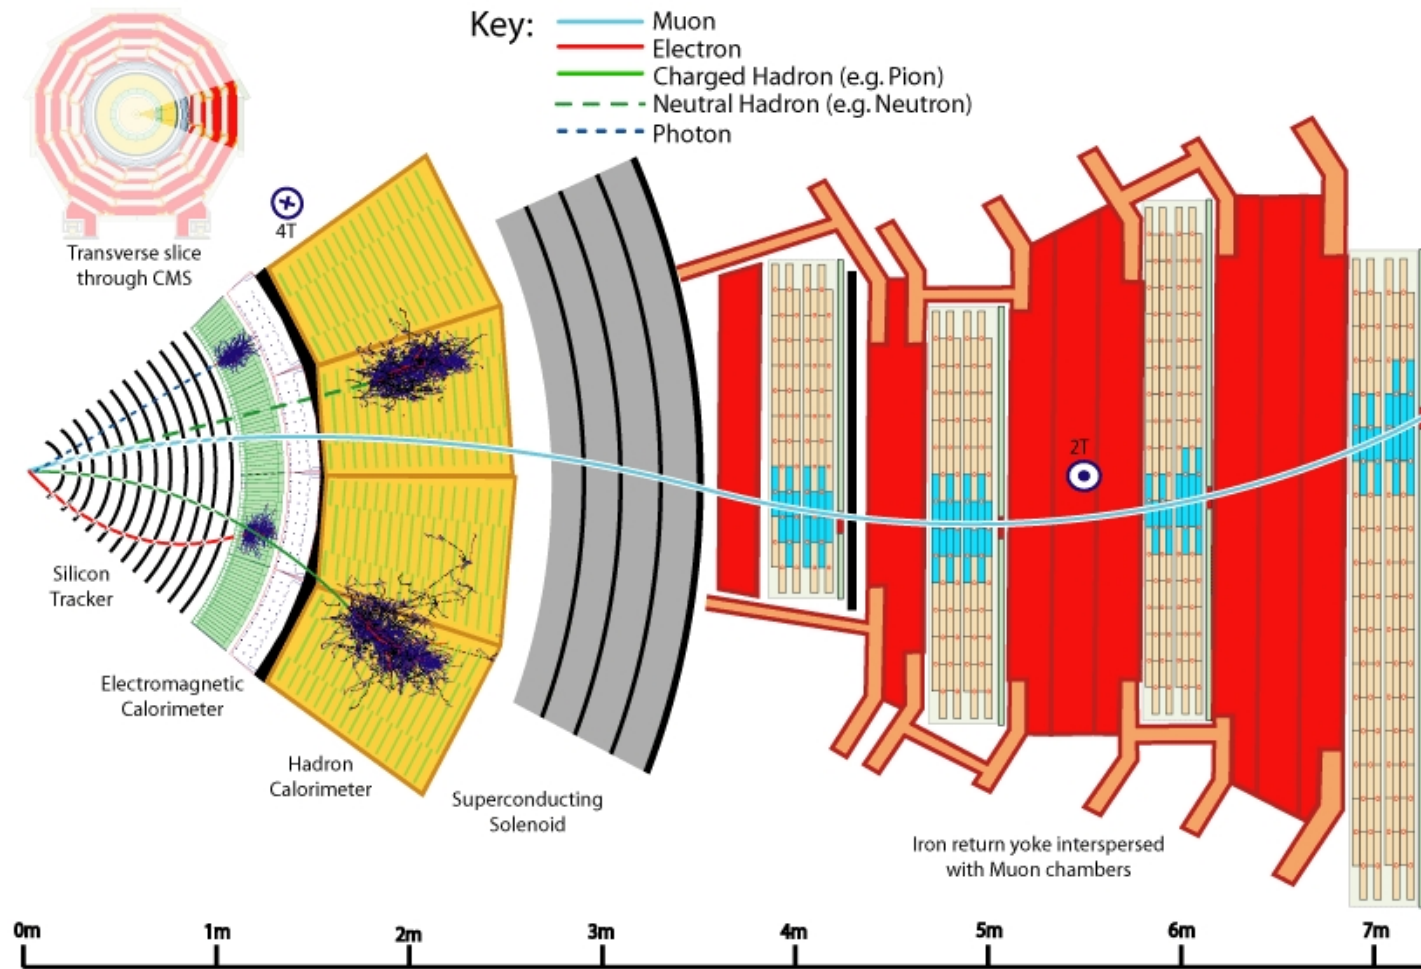 Key:
Muon
Electron
Charged Hadron (e.g. Pion)
Neutral Hadron (e.g. Neutron)
Photon
Transverse slice
through CMS
4T
2T
Silicon
Tracker
Electromagnetic
Calorimeter
Hadron
Calorimeter
Superconducting
Solenoid
Iron return yoke interspersed
with Muon chambers
0m 1m 2m 3m 4m 5m 6m 7m